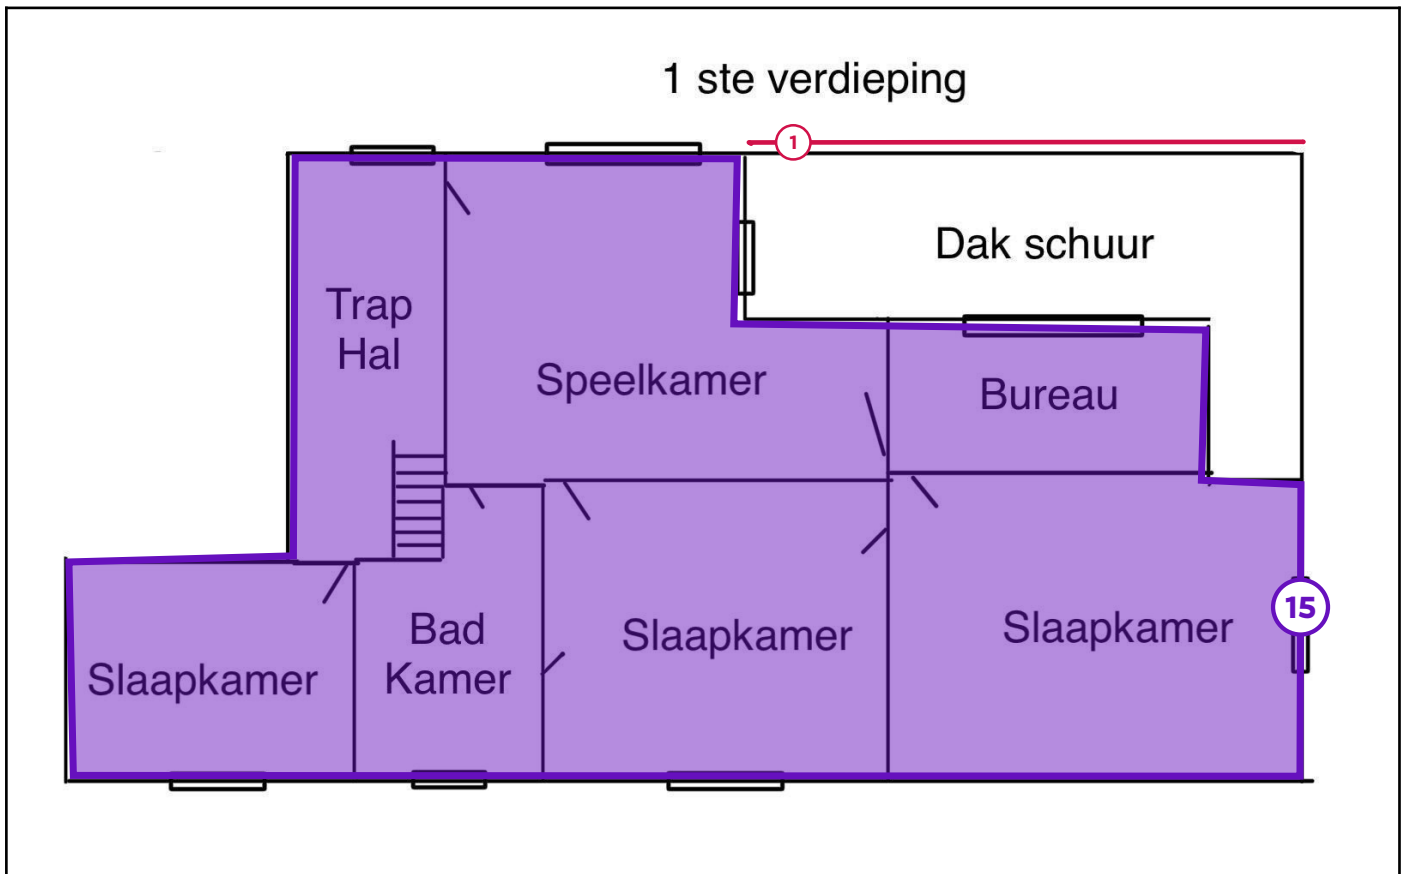 1 ste verdieping
1
Dak schuur
Trap
Hal
Speelkamer
Bureau
15
Slaapkamer
Bad
Kamer
Slaapkamer
Slaapkamer